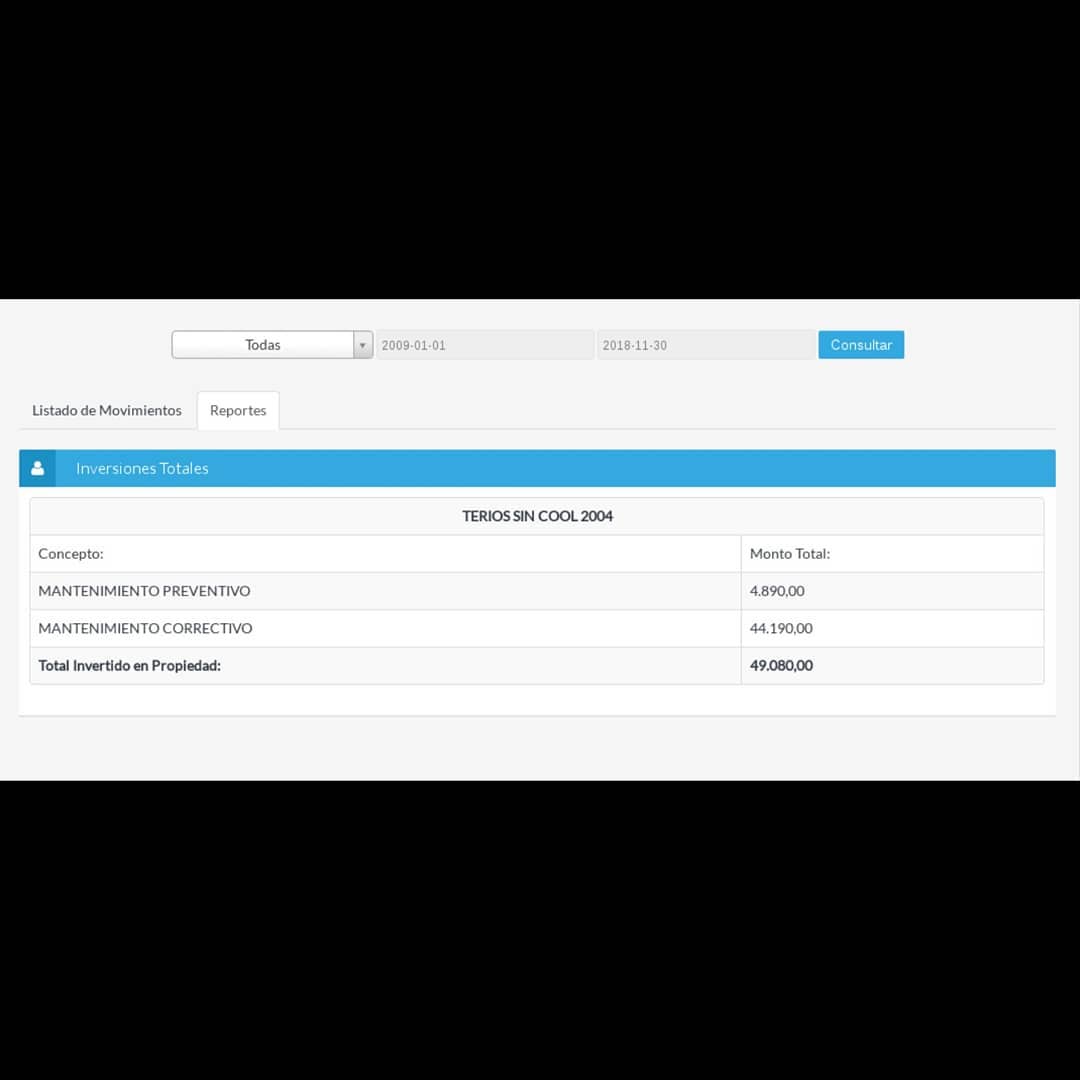 Todas 2009-01-01 2018-11-30 Consultar
Listado de Movimientos Reportes
Inversiones Totales
TERIOS SIN COOL 2004
Concepto: Monto Total:
MANTENIMIENTO PREVENTIVO 4.890,00
MANTENIMIENTO CORRECTIVO 44.190,00
Total Invertido en Propiedad: 49.080,00